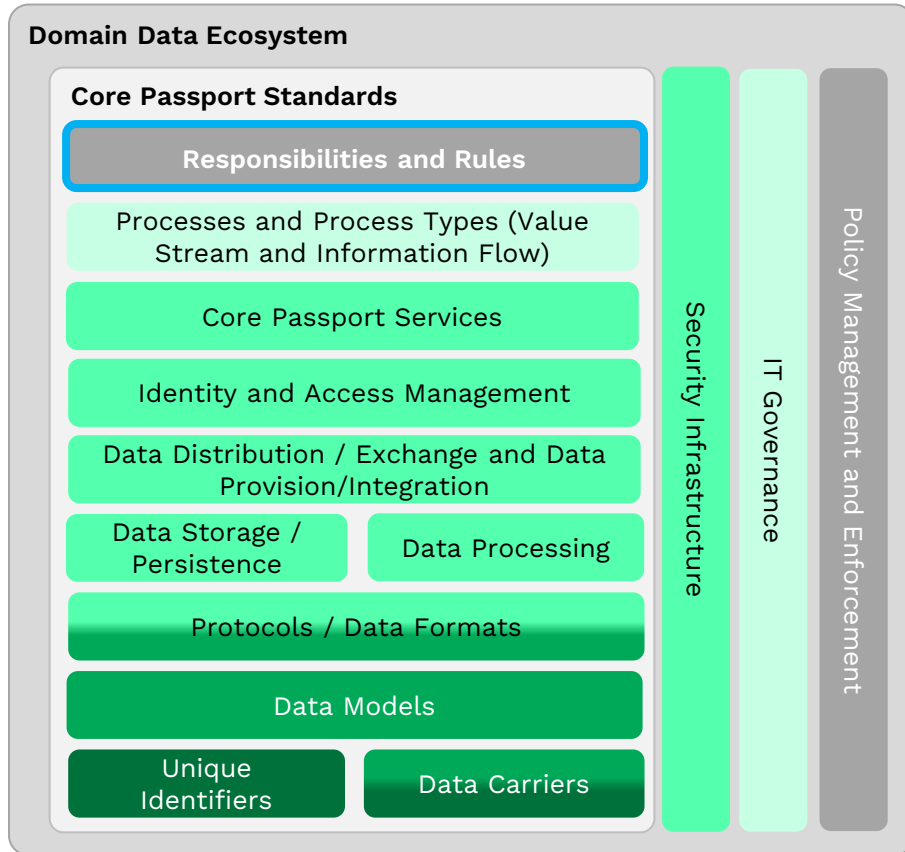 Domain Data Ecosystem
Core Passport Standards
Responsibilities and Rules
Processes and Process Types (Value
Stream and Information Flow)
Core Passport Services
Identity and Access Management
Data Distribution / Exchange and Data
Provision/Integration
Data Storage /
Persistence
Data Processing
Protocols / Data Formats
Data Models
Unique
Identifiers
Data Carriers
Security Infrastructure
IT Governance
Policy Management and Enforcement